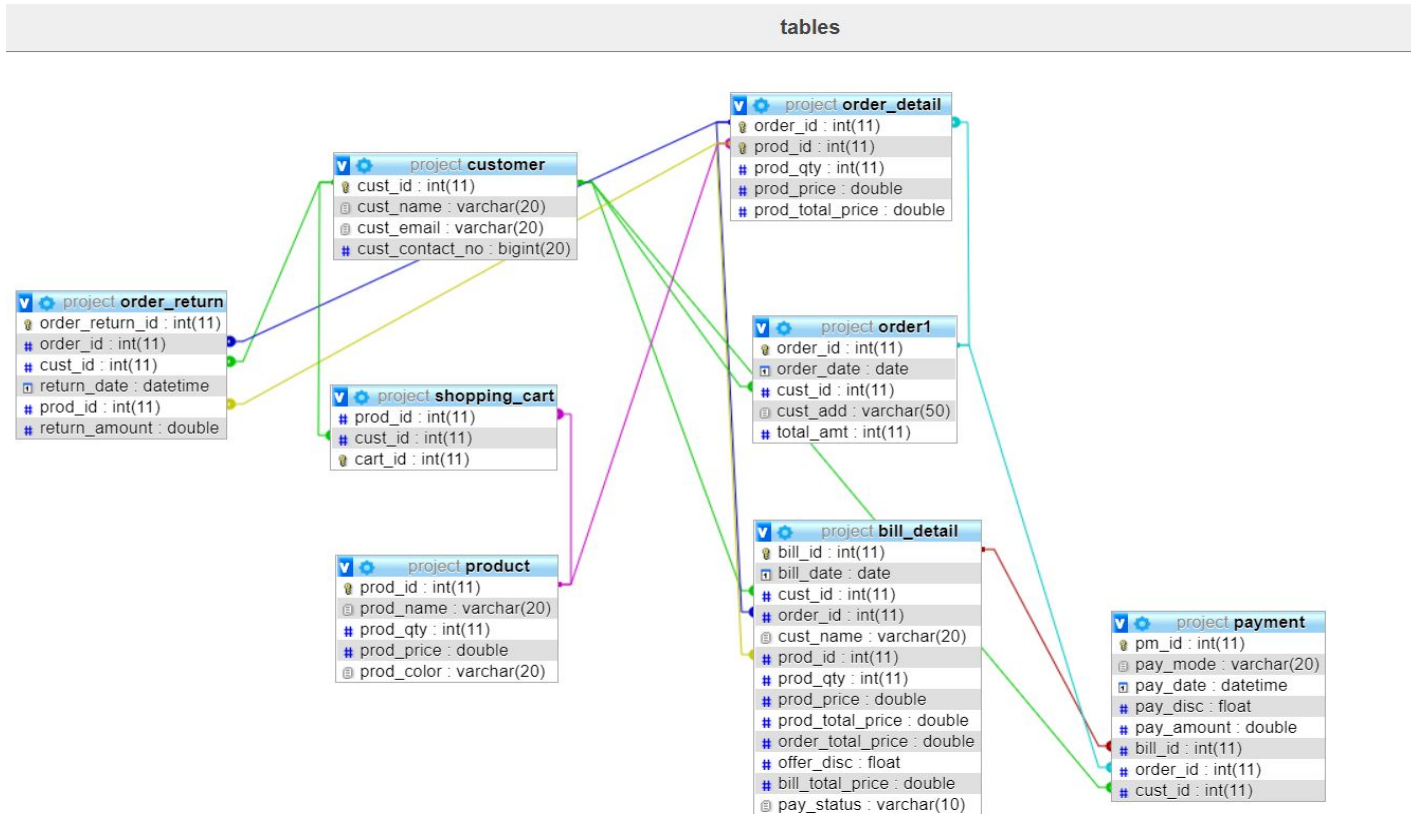 tables
project order_detail
order_id : int(11)
prod_id : int(11)
prod_qty : int(11)
prod_price : double
prod_total_price : double
project customer
cust_id : int(11)
cust_name : varchar(20)
cust_email : varchar(20)
cust_contact_no : bigint(20)
project order_return
order_return_id : int(11)
order_id : int(11)
cust_id : int(11)
return_date : datetime
prod_id : int(11)
return_amount : double
project order1
order_id : int(11)
order_date : date
cust_id : int(11)
cust_add : varchar(50)
total_amt : int(11)
project shopping_cart
prod_id : int(11)
cust_id : int(11)
cart_id : int(11)
project product
prod_id : int(11)
prod_name : varchar(20)
prod_qty : int(11)
prod_price : double
prod_color : varchar(20)
project bill_detail
bill_id : int(11)
bill_date : date
cust_id : int(11)
order_id : int(11)
cust_name : varchar(20)
prod_id : int(11)
prod_qty : int(11)
prod_price : double
prod_total_price : double
order_total_price : double
offer_disc : float
bill_total_price : double
pay_status : varchar(10)
project payment
pm_id : int(11)
pay_mode : varchar(20)
pay_date : datetime
pay_disc : float
pay_amount : double
bill_id : int(11)
order_id : int(11)
cust_id : int(11)